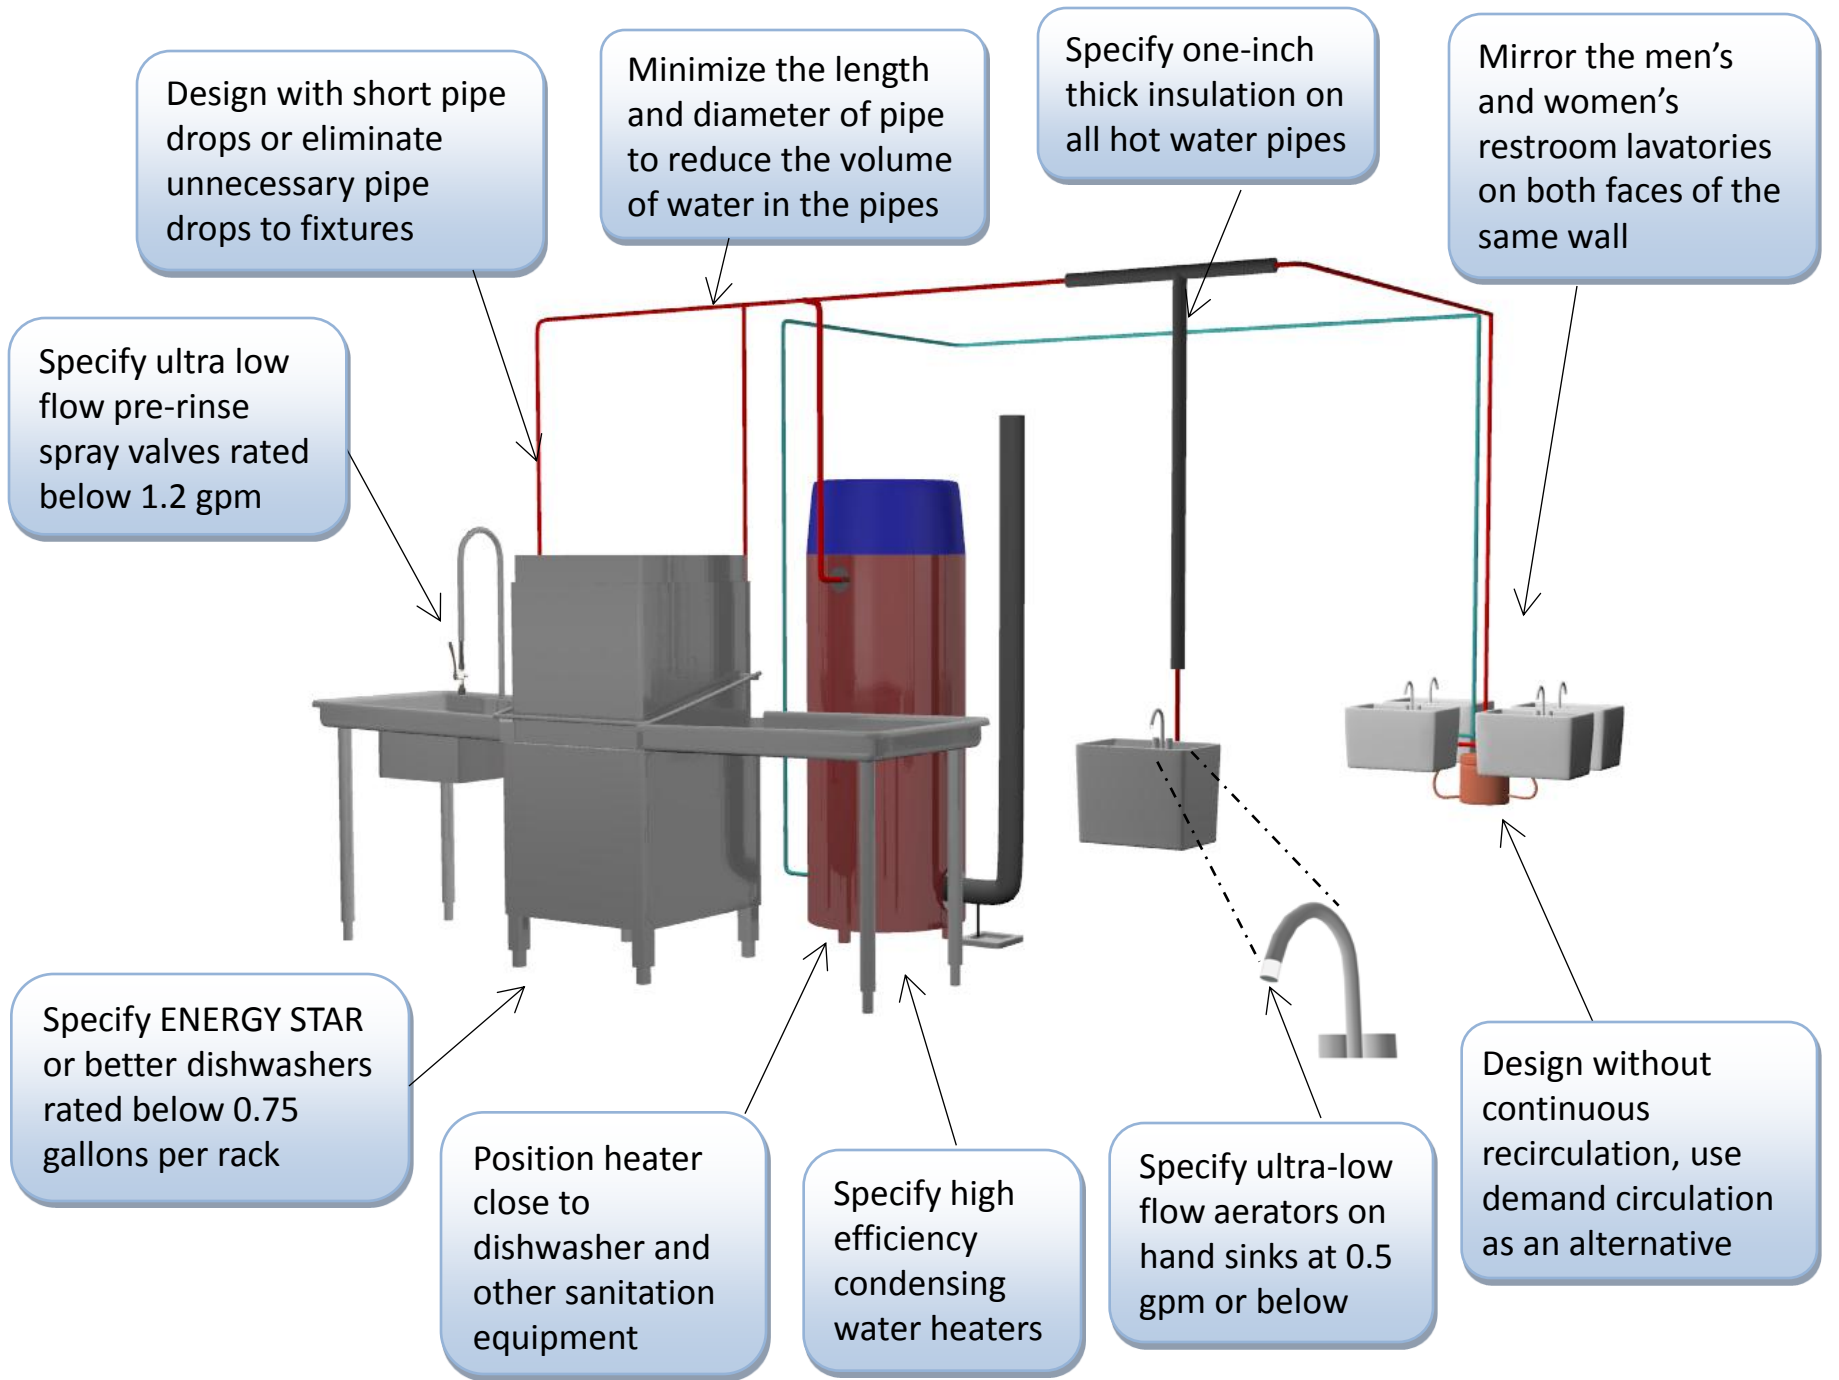 Design with short pipe
drops or eliminate
unnecessary pipe
drops to fixtures
Minimize the length
and diameter of pipe
to reduce the volume
of water in the pipes
Specify one-inch
thick insulation on
all hot water pipes
Mirror the men’s
and women’s
restroom lavatories
on both faces of the
same wall
Specify ultra low
flow pre-rinse
spray valves rated
below 1.2 gpm
Specify ENERGY STAR
or better dishwashers
rated below 0.75
gallons per rack
Position heater
close to
dishwasher and
other sanitation
equipment
Specify high
efficiency
condensing
water heaters
Specify ultra-low
flow aerators on
hand sinks at 0.5
gpm or below
Design without
continuous
recirculation, use
demand circulation
as an alternative